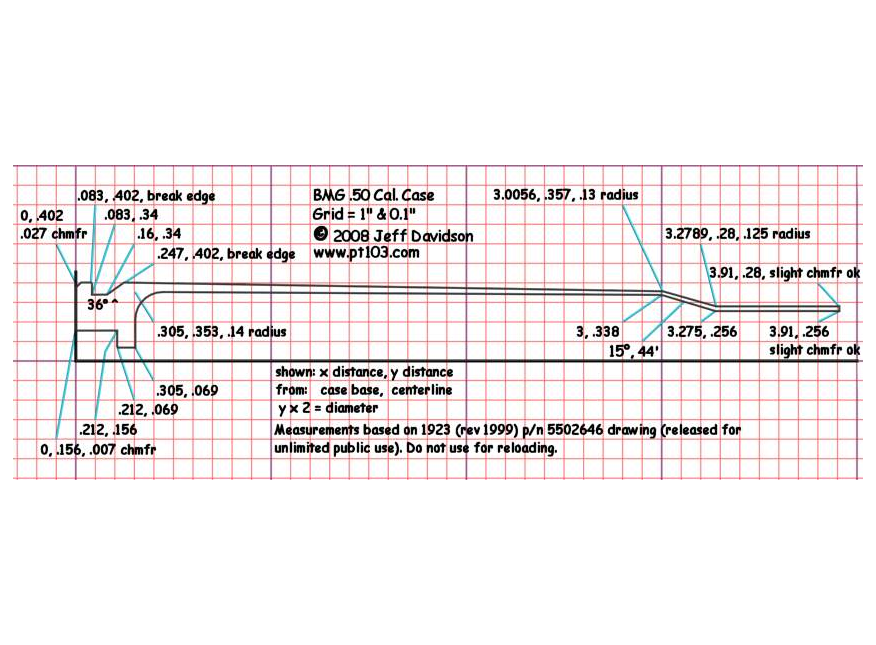 .083, .402, break edge
BMG .50 Cal. Case
3.0056, .357, .13 radius
0, .402
.083, .34
Grid = 1" & 0.1"
.027 chmfr
.16, .34
© 2008 Jeff Davidson
3.2789, .28, .125 radius
.247, .402, break edge
www.pt103.com
3.91, .28, slight chmfr ok
36° ^
.305, .353, .14 radius
3, .338
3.275, .256
3.91, .256
15°, 44'
slight chmfr ok
shown: x distance, y distance
from: case base, centerline
y x 2 = diameter
.305, .069
.212, .069
.212, .156
0, .156, .007 chmfr
Measurements based on 1923 (rev 1999) p/n 5502646 drawing (released for
unlimited public use). Do not use for reloading.